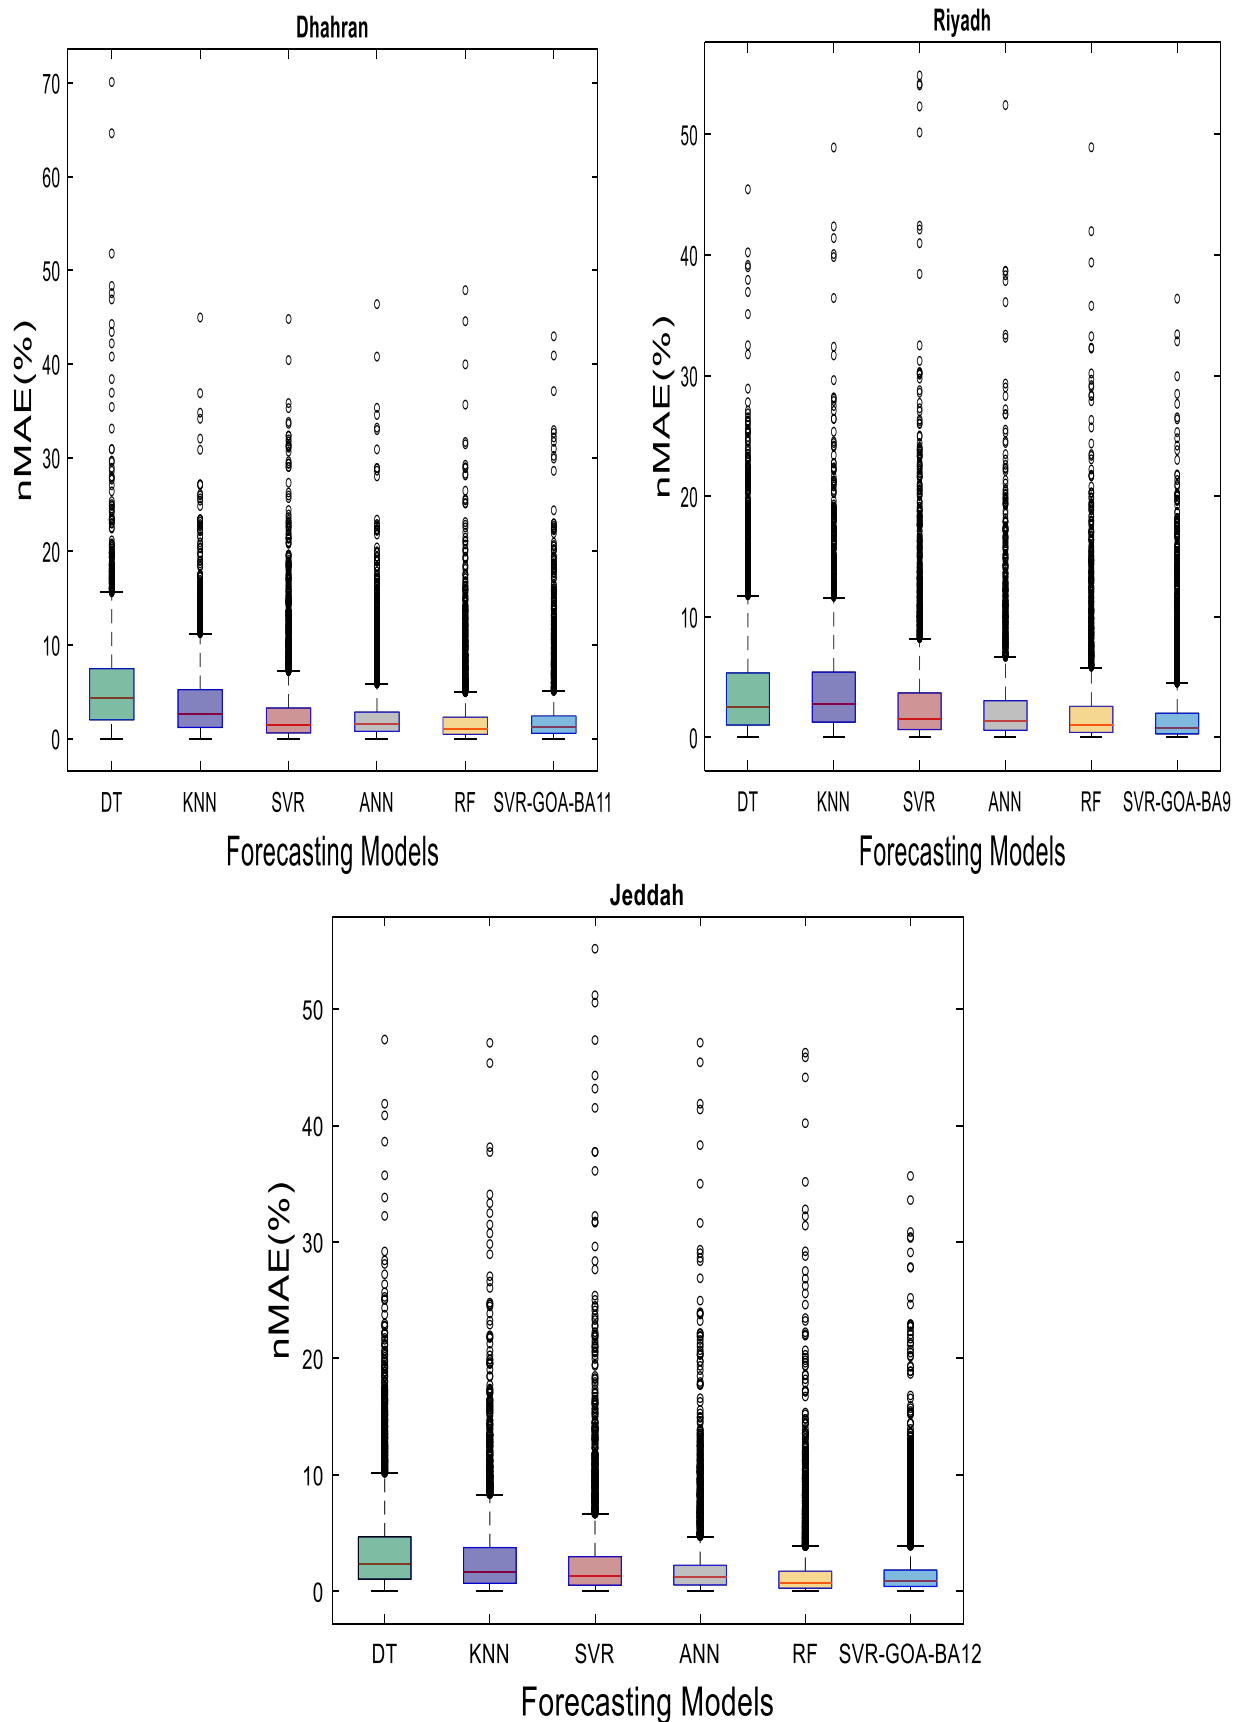 Dhahran
70
60
50
40
30
20
10
0
nMAE(%)
DT KNN SVR ANN RF SVR-GOA-BA11
Forecasting Models
Riyadh
50
40
30
20
10
0
nMAE(%)
DT KNN SVR ANN RF SVR-GOA-BA9
Forecasting Models
Jeddah
50
40
30
20
10
0
nMAE(%)
DT KNN SVR ANN RF SVR-GOA-BA12
Forecasting Models